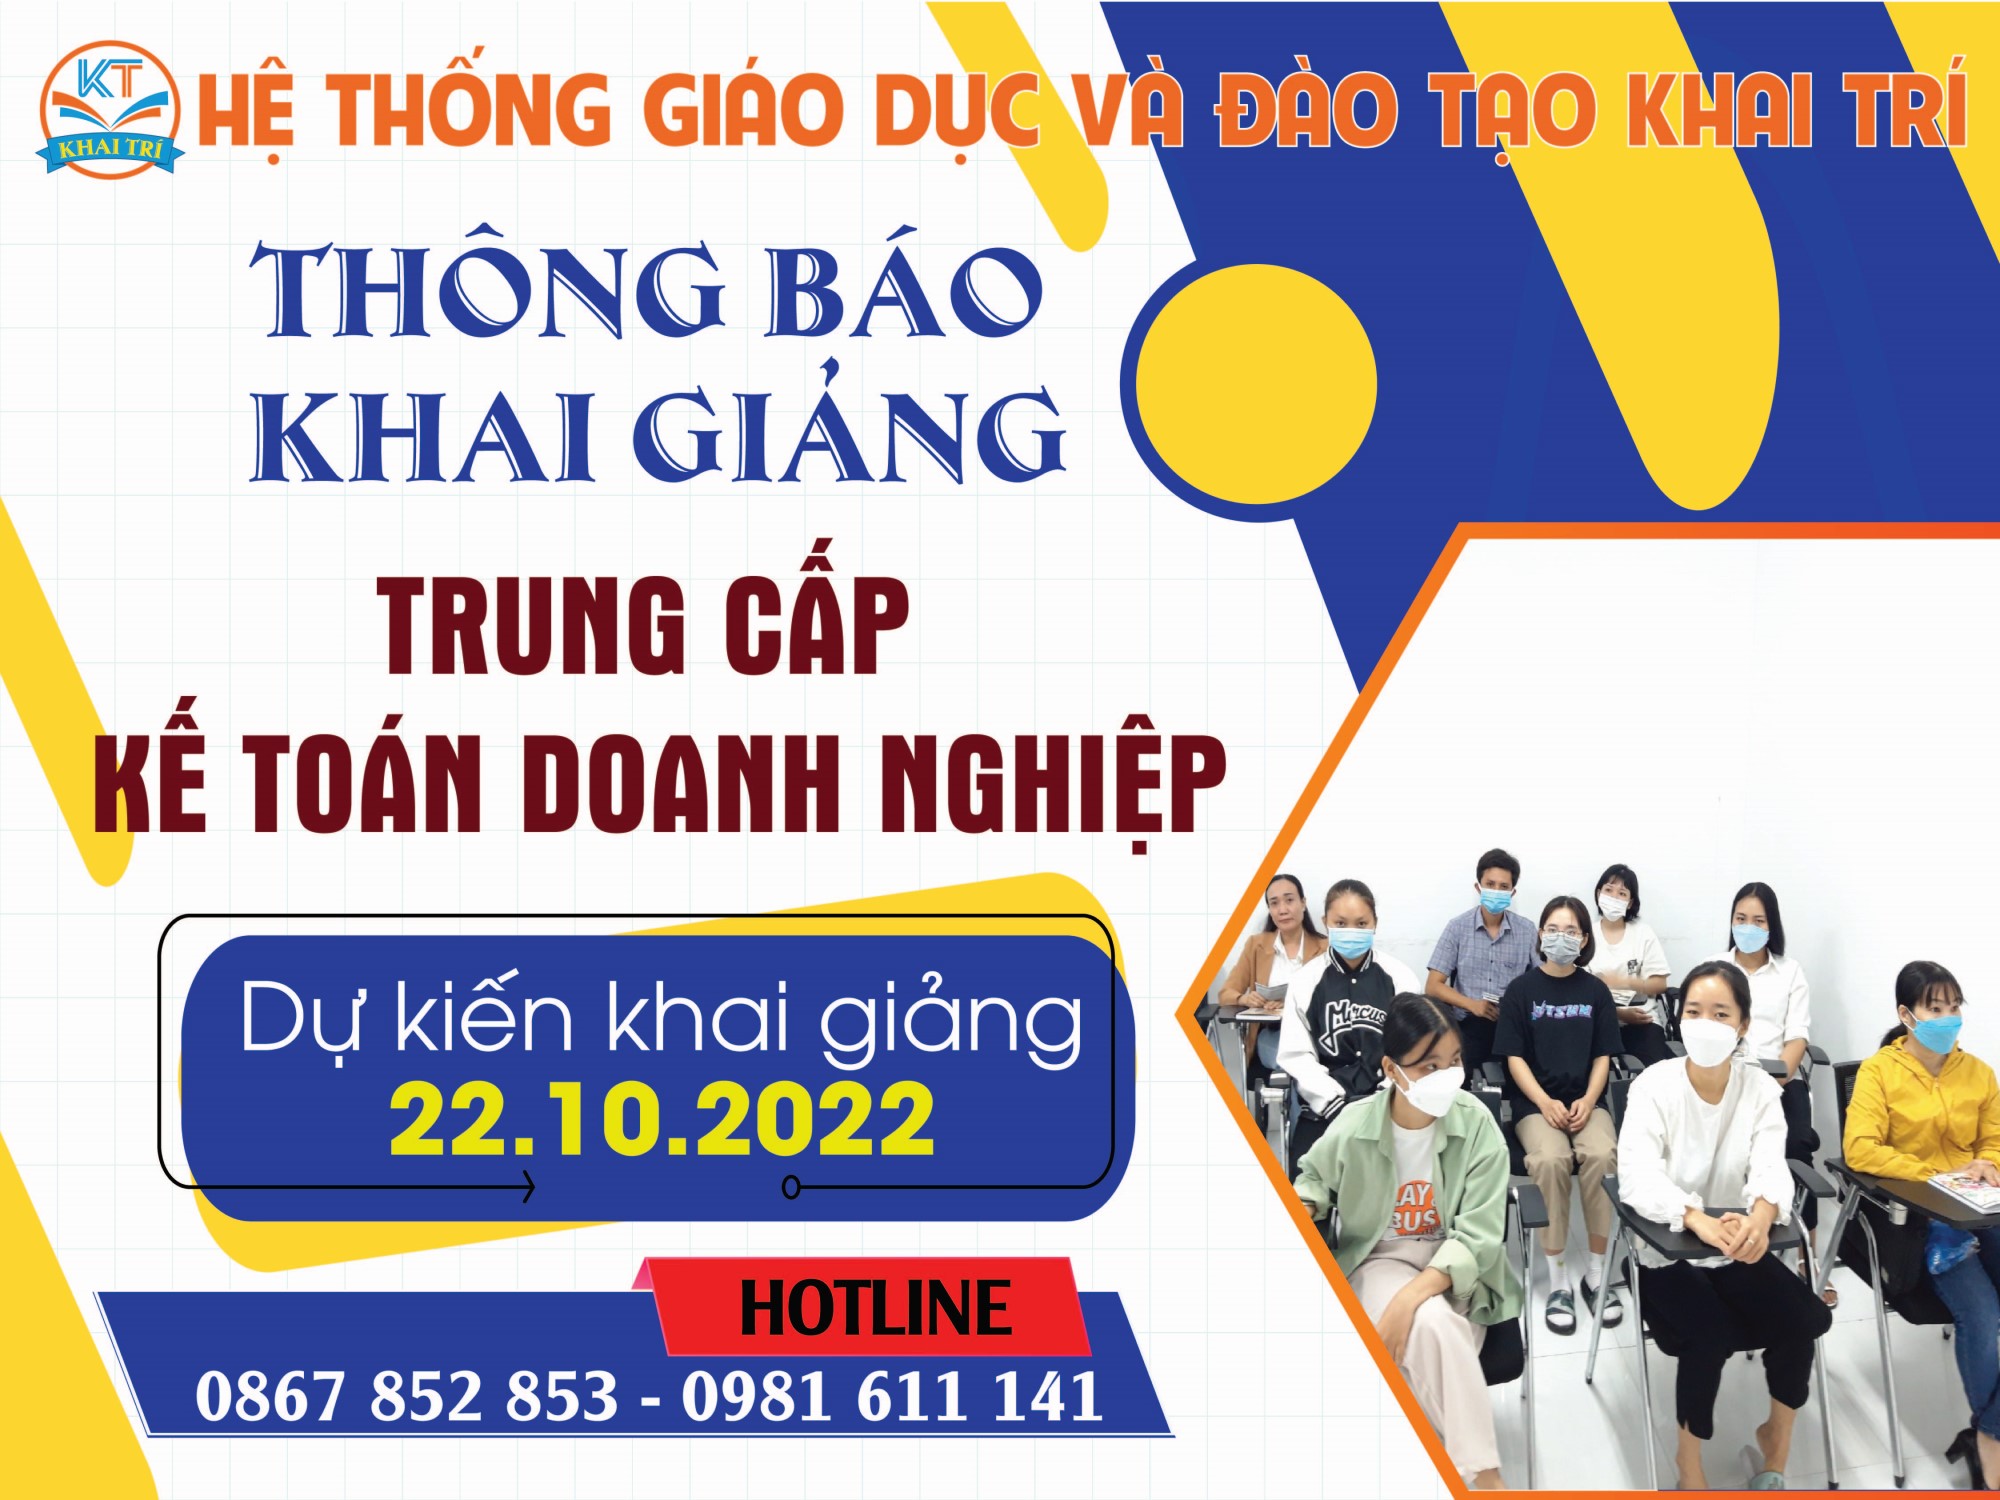 KT
KHAI TRÍ
HỆ THỐNG GIÁO DỤC VÀ ĐÀO TẠO KHAI TRÍ
THÔNG BÁO
KHAI GIẢNG
TRUNG CẤP
KẾ TOÁN DOANH NGHIỆP
Dự kiến khai giảng
22.10.2022
HOTLINE
0867 852 853 - 0981 611 141
Marcus